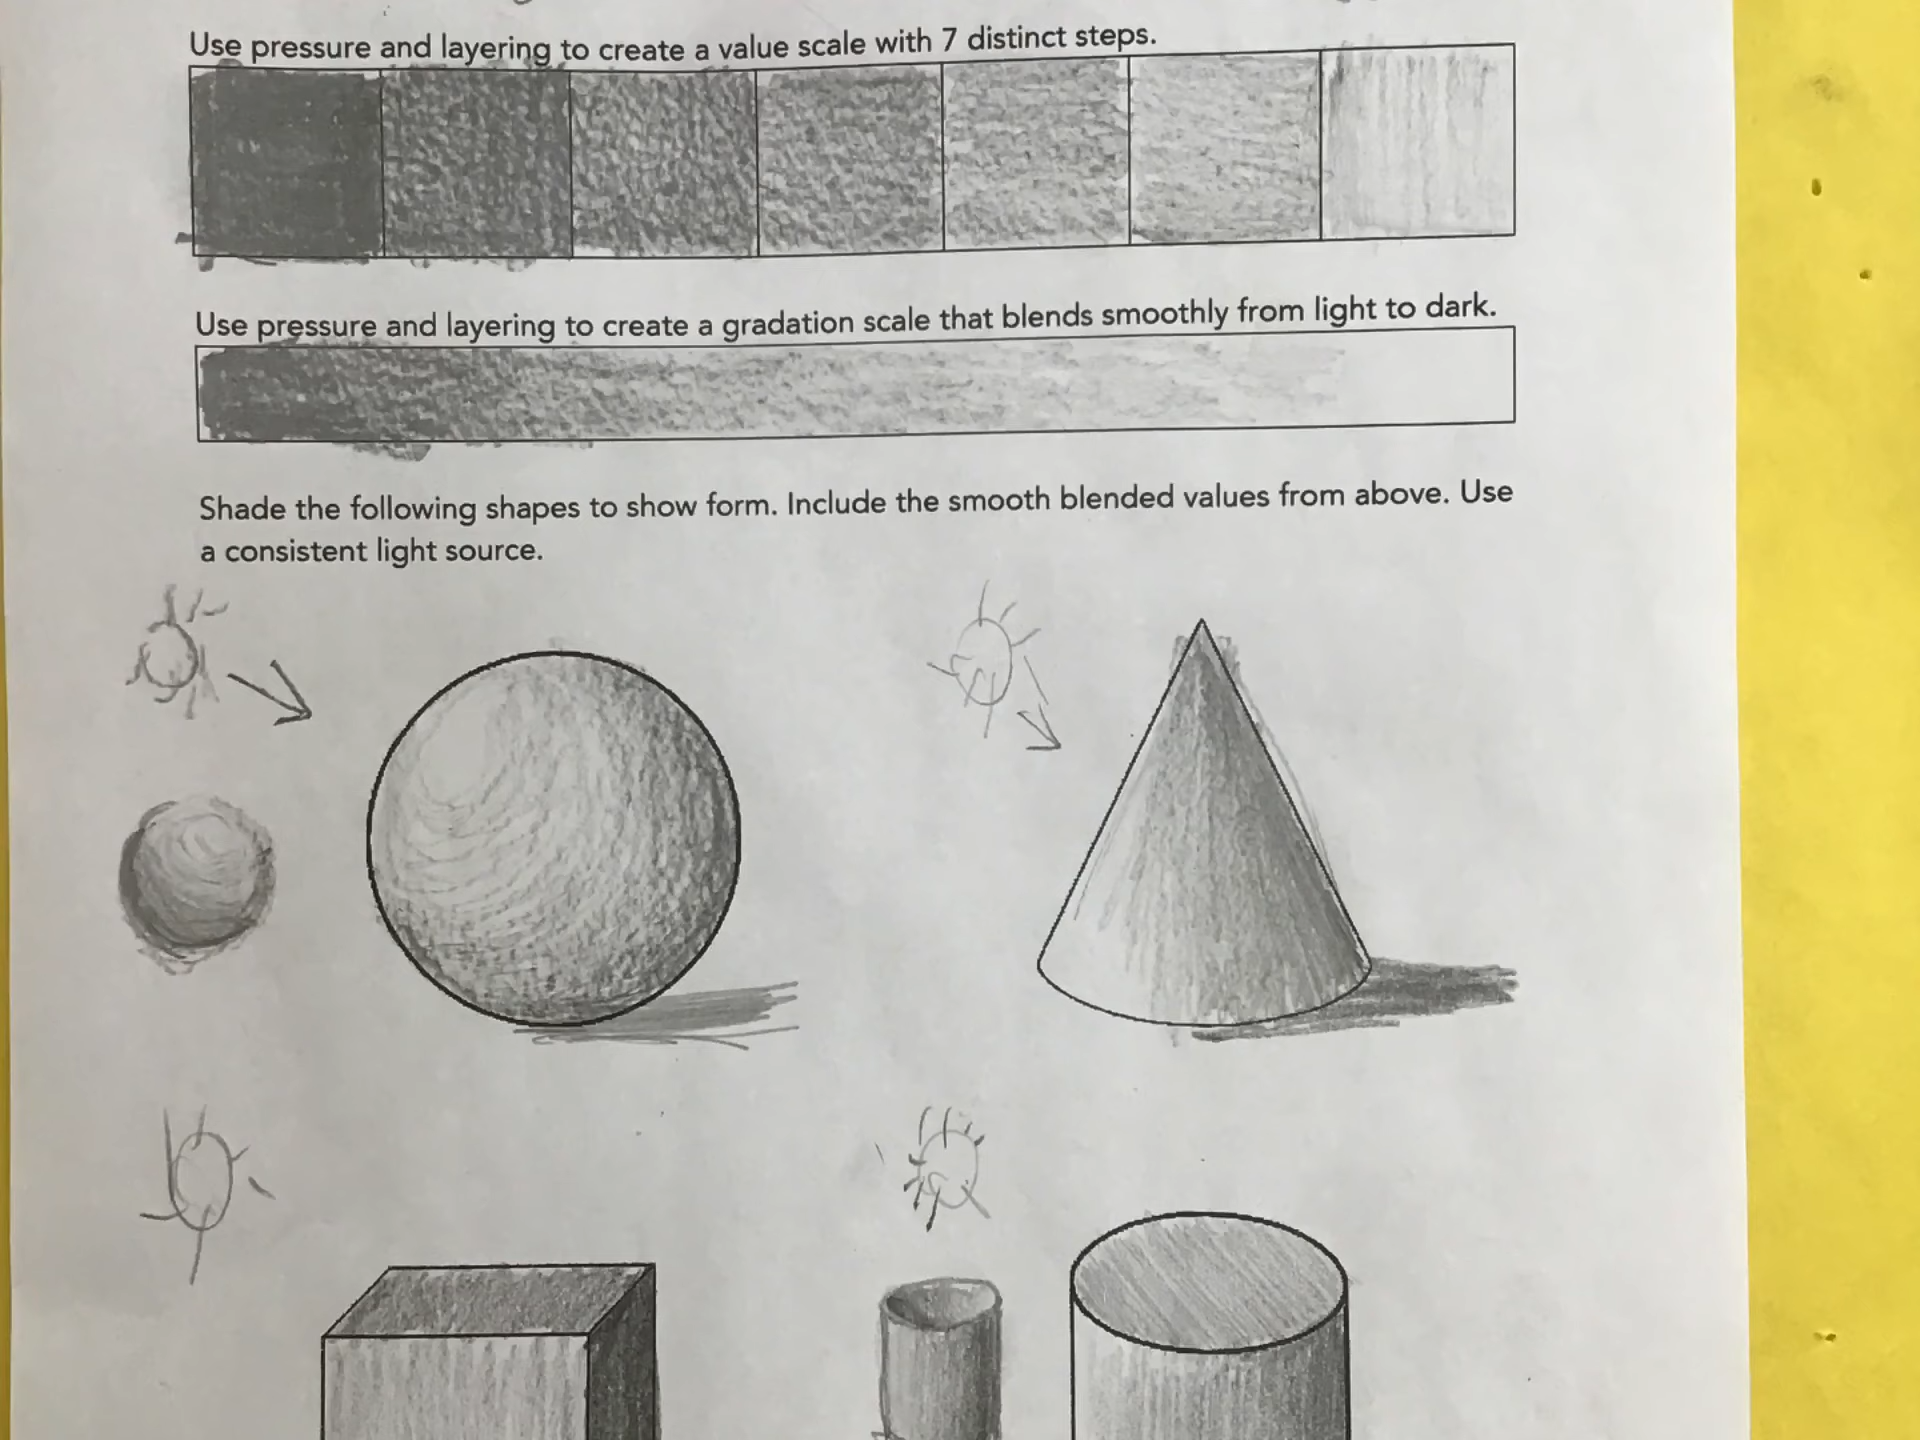 Use pressure and layering to create a value scale with 7 distinct steps.
Use pressure and layering to create a gradation scale that blends smoothly from light to dark.
Shade the following shapes to show form. Include the smooth blended values from above. Use
a consistent light source.